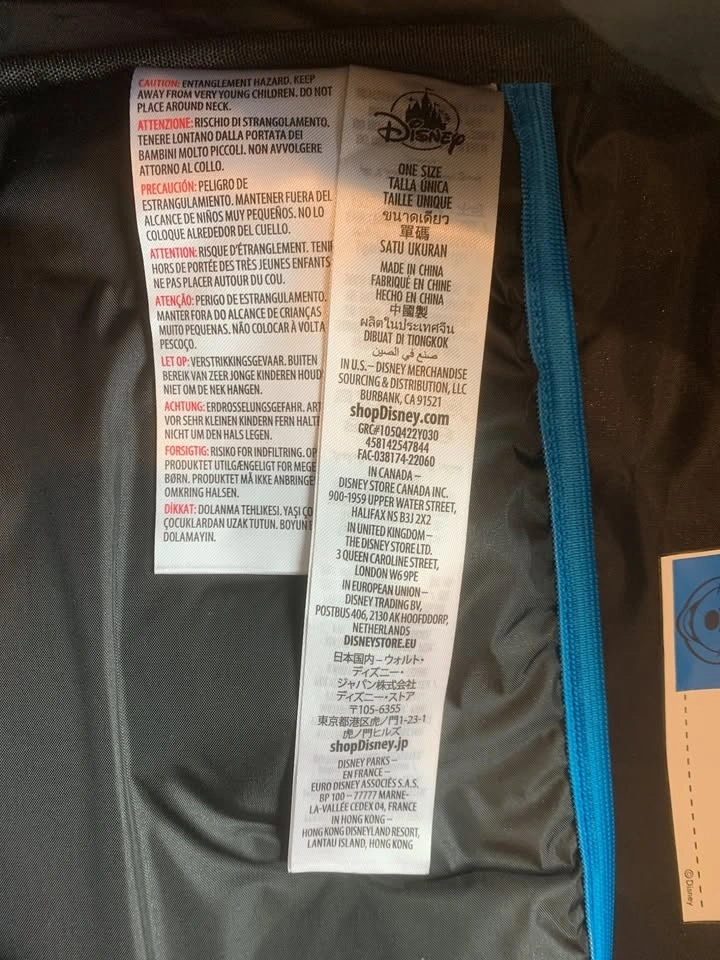 CAUTION: ENTANGLEMENT HAZARD. KEEP
AWAY FROM VERY YOUNG CHILDREN. DO NOT
PLACE AROUND NECK.
ATTENZIONE: RISCHIO DI STRANGOLAMENTO.
TENERE LONTANO DALLA PORTATA DEI
BAMBINI MOLTO PICCOLI. NON AVVOLGERE
ATTORNO AL COLLO.
PRECAUCIÓN: PELIGRO DE
ESTRANGULAMIENTO. MANTENER FUERA DEL
ALCANCE DE NIÑOS MUY PEQUEÑOS. NO LO
COLOQUE ALREDEDOR DEL CUELLO.
ATTENTION: RISQUE D'ÉTRANGLEMENT.
HORS DE PORTÉE DES TRÈS JEUNES ENFANTS
NE PAS PLACER AUTOUR DU COU.
ATENÇÃO: PERIGO DE ESTRANGULAMENTO.
MANTER FORA DO ALCANCE DE CRIANÇAS
MUITO PEQUENAS. NÃO COLOCAR À VOLTA
PESCOÇO.
LET OP: VERSTRIKKINGSGEVAAR. BUITEN
BEREIK VAN ZEER JONGE KINDEREN
NIET OM DE NEK HANGEN.
ACHTUNG: ERDROSSELUNGSGEFAHR.
VOR SEHR KLEINEN KINDERN FERN
NICHT UM DEN HALS LEGEN.
FORSIGTIG: RISIKO FOR INDFILTRING.
PRODUKTET UTILGÆNGELIGT FOR
BØRN. PRODUKTET MÅ IKKE
OMKRING HALSEN.
DİKKAT: DOLANMA TEHLİKESİ. YAŞI
ÇOCUKLARDAN UZAK TUTUN.
DOLAMAYIN.
Disney
ONE SIZE
TALLA ÚNICA
TAILLE UNIQUE
ขนาดเดียว
單碼
SATU UKURAN
MADE IN CHINA
FABRIQUÉ EN CHINE
HECHO EN CHINA
中國製
ผลิตในประเทศจีน
DIBUAT DI TIONGKOK
صنع في الصين
IN U.S.– DISNEY MERCHANDISE
SOURCING & DISTRIBUTION, LLC
BURBANK, CA 91521
shopDisney.com
GRC#105Q422Y030
458142547844
FAC-038174-22060
IN CANADA –
DISNEY STORE CANADA INC.
900-1959 UPPER WATER STREET,
HALIFAX NS B3J 2X2
IN UNITED KINGDOM –
THE DISNEY STORE LTD.
3 QUEEN CAROLINE STREET,
LONDON W6 9PE
IN EUROPEAN UNION –
DISNEY TRADING BV,
POSTBUS 406, 2130 AK HOOFDDORP,
NETHERLANDS
DISNEYSTORE.EU
日本国内 – ウォルト・
ディズニー・
ジャパン株式会社
ディズニー・ストア
〒105-6355
東京都港区虎ノ門1-23-1
虎ノ門ヒルズ
shopDisney.jp
DISNEY PARKS –
EN FRANCE –
EURO DISNEY ASSOCIÉS S.A.S.
BP 100 – 77777 MARNE-
LA-VALLÉE CEDEX 04, FRANCE
IN HONG KONG –
HONG KONG DISNEYLAND RESORT,
LANTAU ISLAND, HONG KONG
©Disney